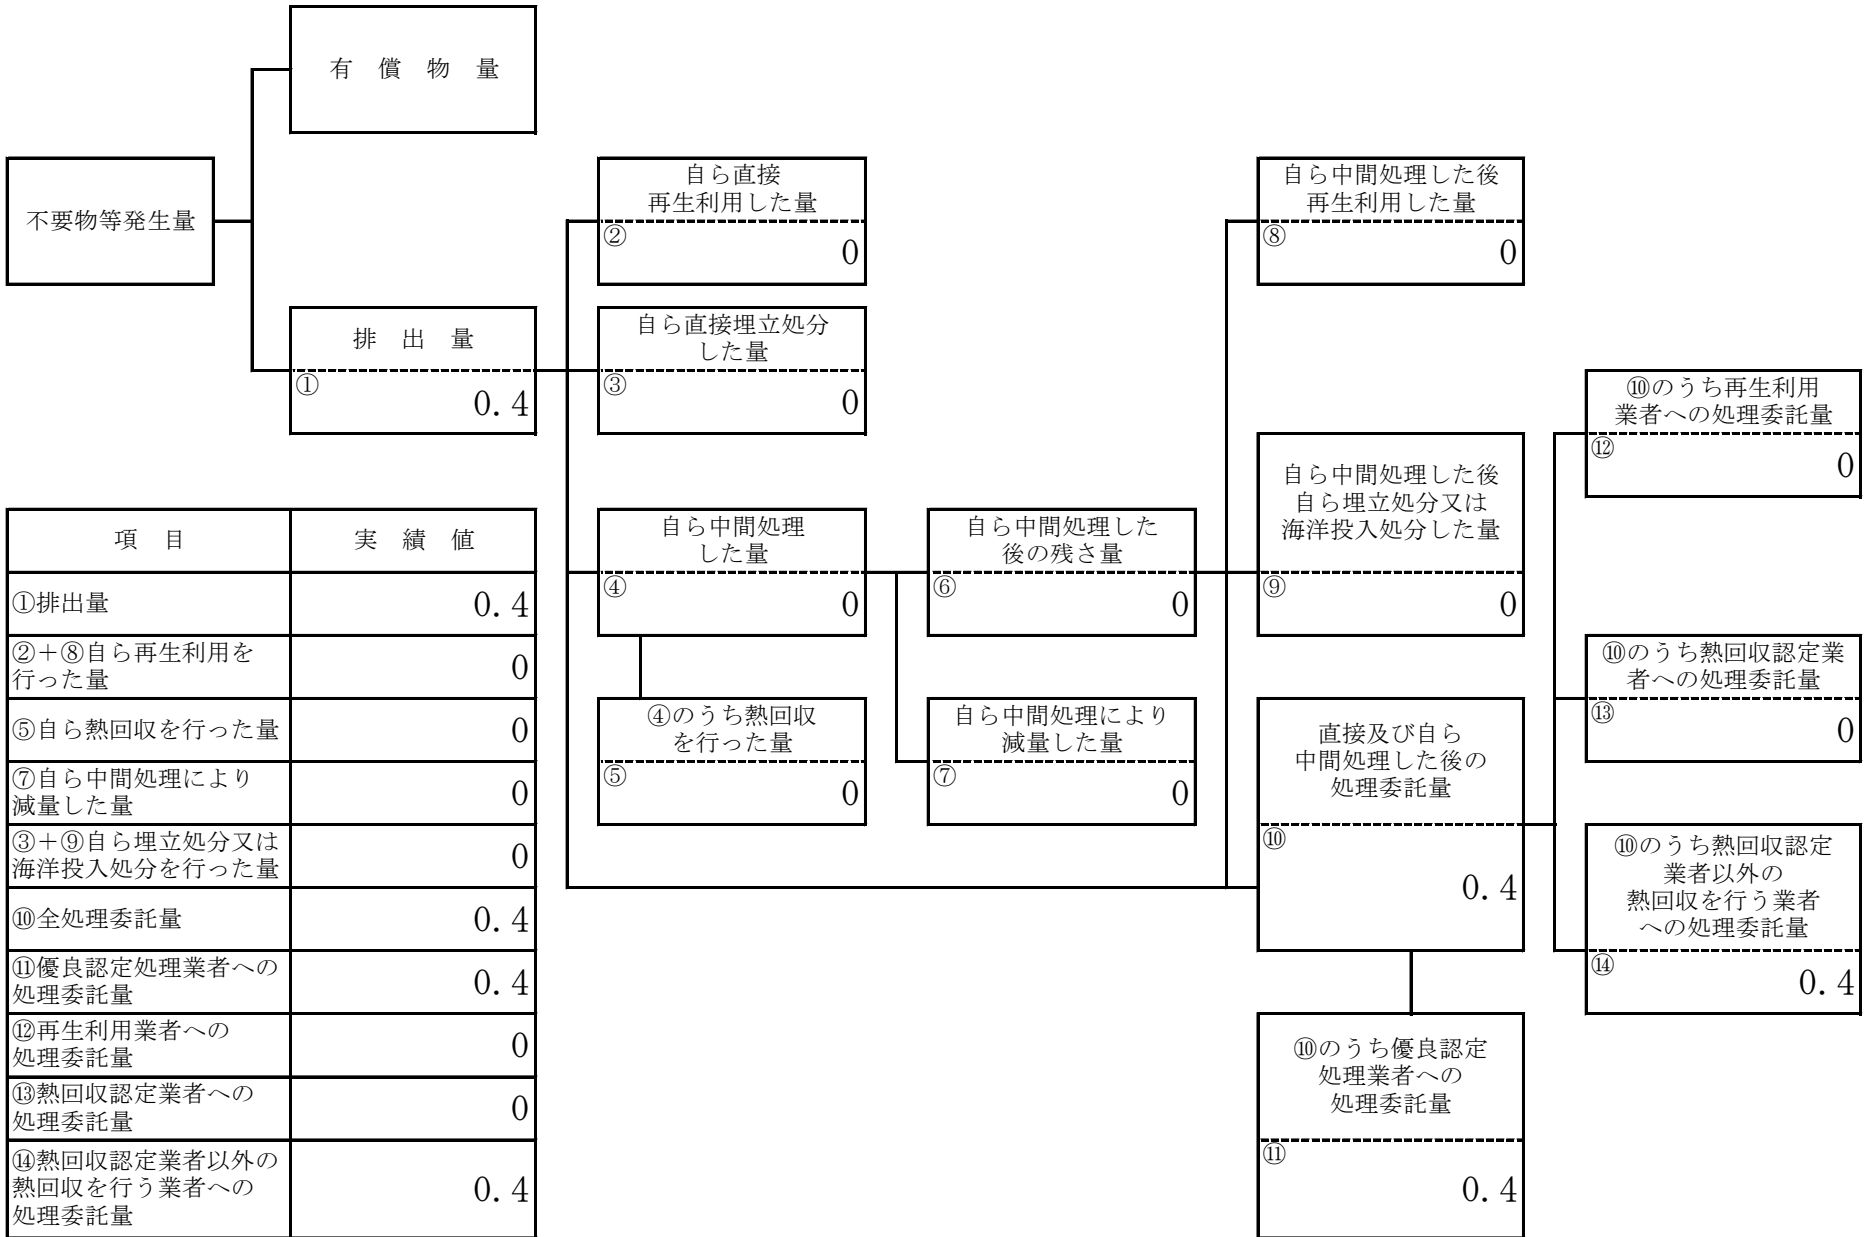 有 償 物 量
不要物等発生量
排 出 量
①
0.4
自ら直接
再生利用した量
②
0
自ら直接埋立処分
した量
③
0
自ら中間処理
した量
④
0
④のうち熱回収
を行った量
⑤
0
自ら中間処理した
後の残さ量
⑥
0
自ら中間処理により
減量した量
⑦
0
自ら中間処理した後
再生利用した量
⑧
0
自ら中間処理した後
自ら埋立処分又は
海洋投入処分した量
⑨
0
直接及び自ら
中間処理した後の
処理委託量
⑩
0.4
⑩のうち優良認定
処理業者への
処理委託量
⑪
0.4
⑩のうち再生利用
業者への処理委託量
⑫
0
⑩のうち熱回収認定業
者への処理委託量
⑬
0
⑩のうち熱回収認定
業者以外の
熱回収を行う業者
への処理委託量
⑭
0.4
項 目 実 績 値
①排出量 0.4
②＋⑧自ら再生利用を
行った量 0
⑤自ら熱回収を行った量 0
⑦自ら中間処理により
減量した量 0
③＋⑨自ら埋立処分又は
海洋投入処分を行った量 0
⑩全処理委託量 0.4
⑪優良認定処理業者への
処理委託量 0.4
⑫再生利用業者への
処理委託量 0
⑬熱回収認定業者への
処理委託量 0
⑭熱回収認定業者以外の
熱回収を行う業者への
処理委託量 0.4